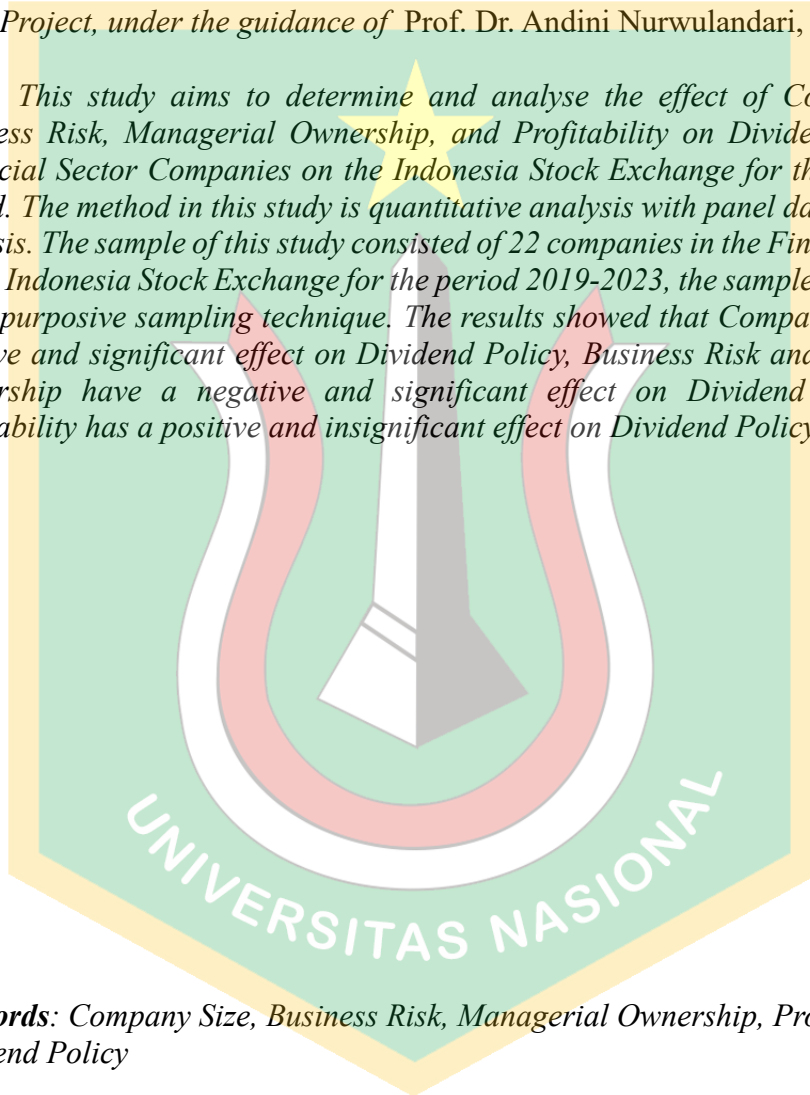 Project, under the guidance of Prof. Dr. Andini Nurwulandari,
This study aims to determine and analyse the effect of Co
ess Risk, Managerial Ownership, and Profitability on Divide
cial Sector Companies on the Indonesia Stock Exchange for th
d. The method in this study is quantitative analysis with panel da
sis. The sample of this study consisted of 22 companies in the Fin
Indonesia Stock Exchange for the period 2019-2023, the sample
purposive sampling technique. The results showed that Compa
ve and significant effect on Dividend Policy, Business Risk and
rship have a negative and significant effect on Dividend
ability has a positive and insignificant effect on Dividend Policy
UNIVERSITAS NASIONAL
ords: Company Size, Business Risk, Managerial Ownership, Pro
end Policy